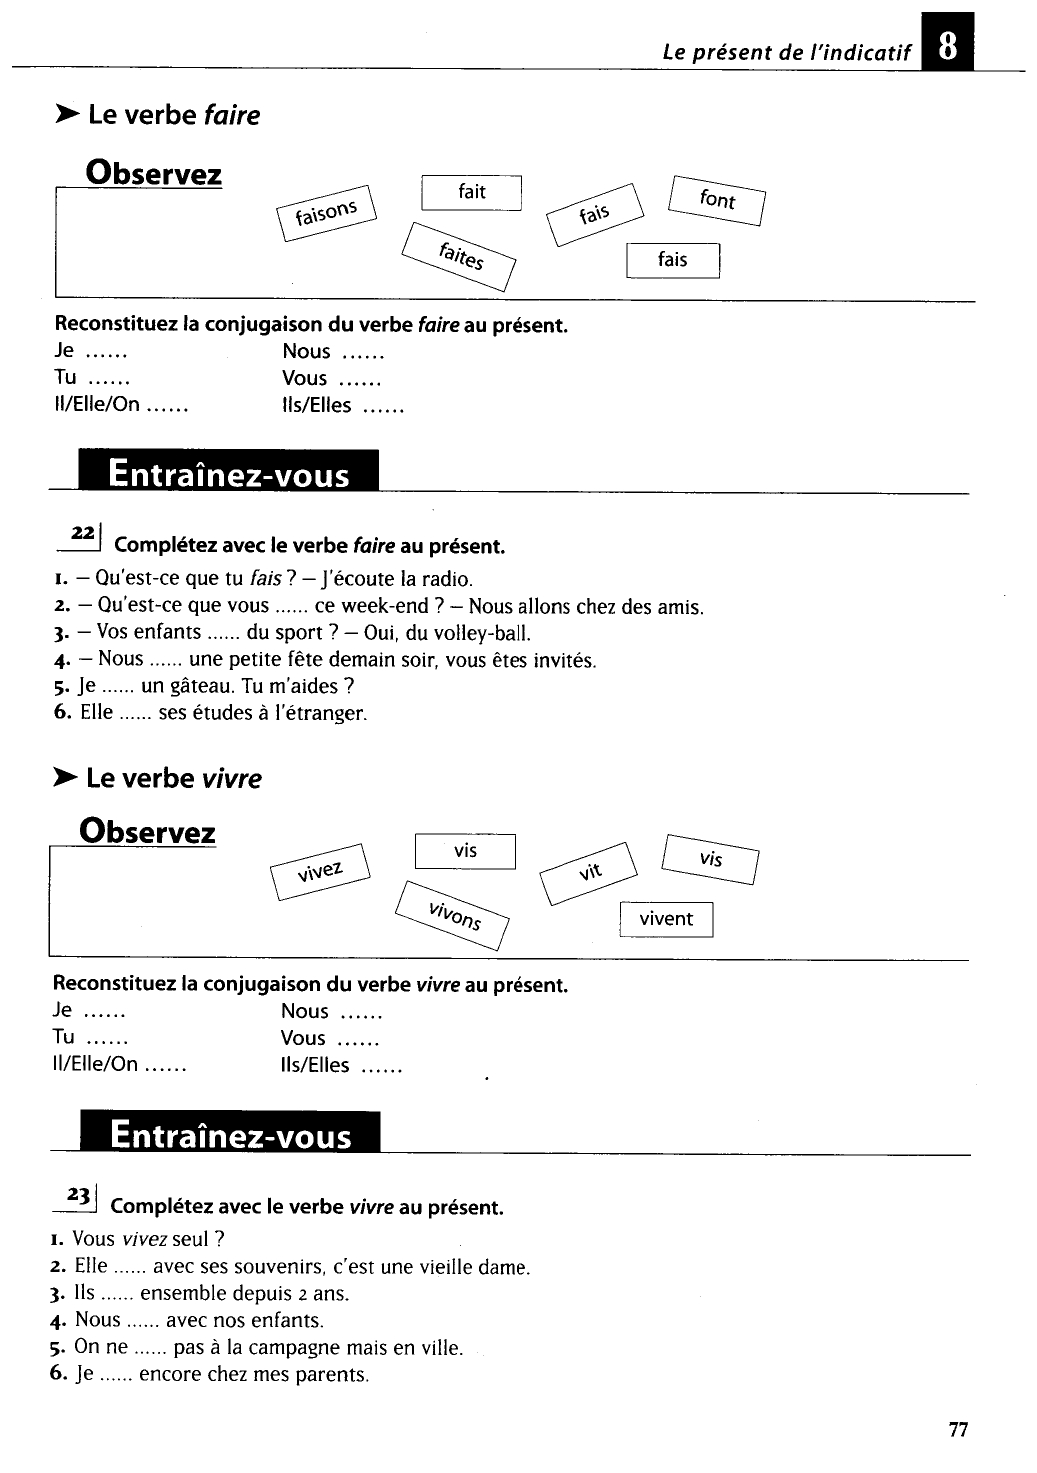 Le présent de l'indicatif 8
➤ Le verbe faire
Observez
faisons
fait
fais
font
faites
fais
Reconstituez la conjugaison du verbe faire au présent.
Je ...... Nous ......
Tu ...... Vous ......
Il/Elle/On ...... Ils/Elles ......
Entraînez-vous
22 Complétez avec le verbe faire au présent.
1. – Qu'est-ce que tu fais ? – J'écoute la radio.
2. – Qu'est-ce que vous ...... ce week-end ? – Nous allons chez des amis.
3. – Vos enfants ...... du sport ? – Oui, du volley-ball.
4. – Nous ...... une petite fête demain soir, vous êtes invités.
5. Je ...... un gâteau. Tu m'aides ?
6. Elle ...... ses études à l'étranger.
➤ Le verbe vivre
Observez
vivez
vis
vit
vis
vivons
vivent
Reconstituez la conjugaison du verbe vivre au présent.
Je ...... Nous ......
Tu ...... Vous ......
Il/Elle/On ...... Ils/Elles ......
Entraînez-vous
23 Complétez avec le verbe vivre au présent.
1. Vous vivez seul ?
2. Elle ...... avec ses souvenirs, c'est une vieille dame.
3. Ils ...... ensemble depuis 2 ans.
4. Nous ...... avec nos enfants.
5. On ne ...... pas à la campagne mais en ville.
6. Je ...... encore chez mes parents.
77